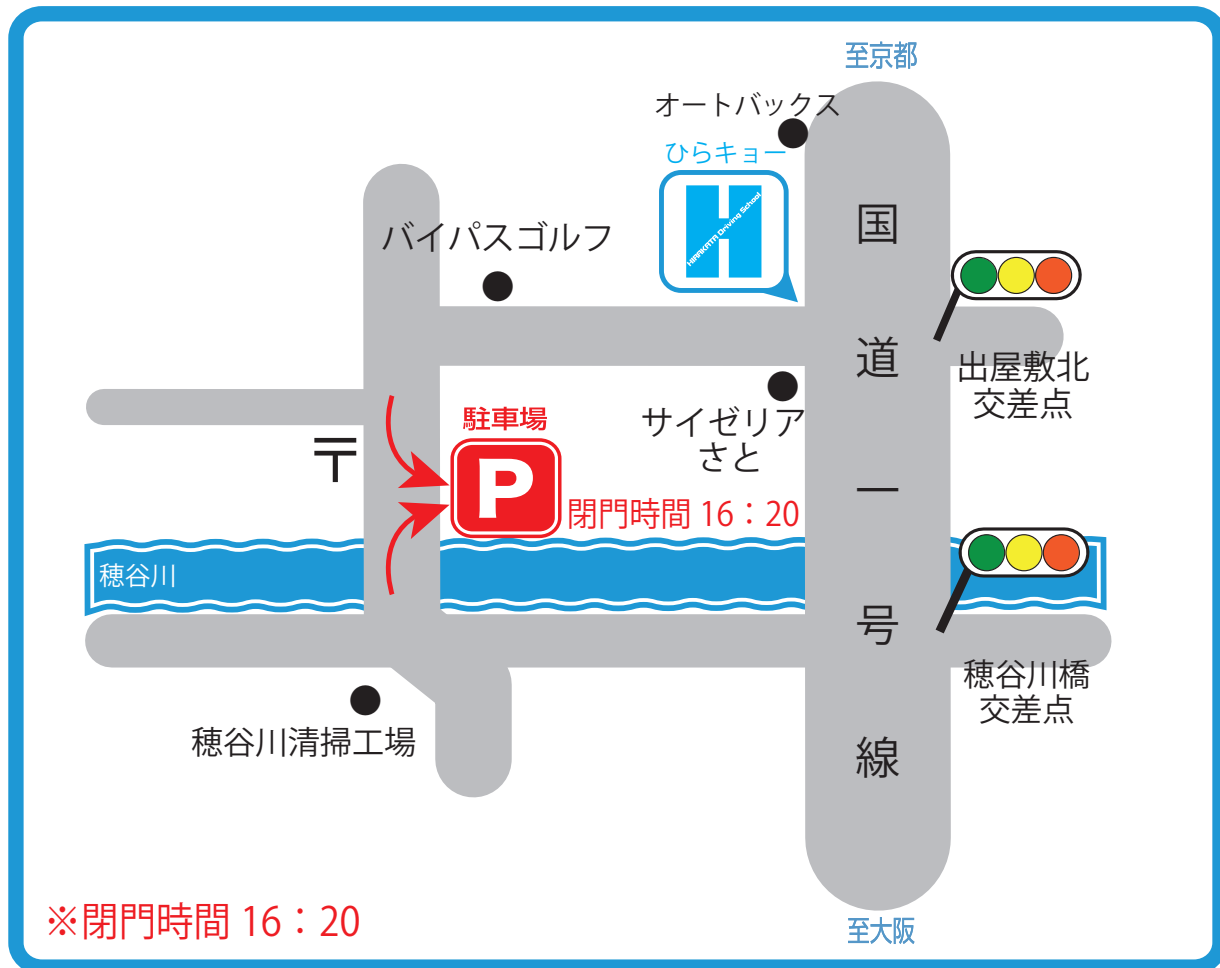 至京都
オートバックス
ひらキョー
HIRAKATA Driving School
バイパスゴルフ
国道一号線
出屋敷北
交差点
サイゼリア
さと
駐車場
P
〒
閉門時間 16：20
穂谷川
穂谷川橋
交差点
穂谷川清掃工場
※閉門時間 16：20
至大阪